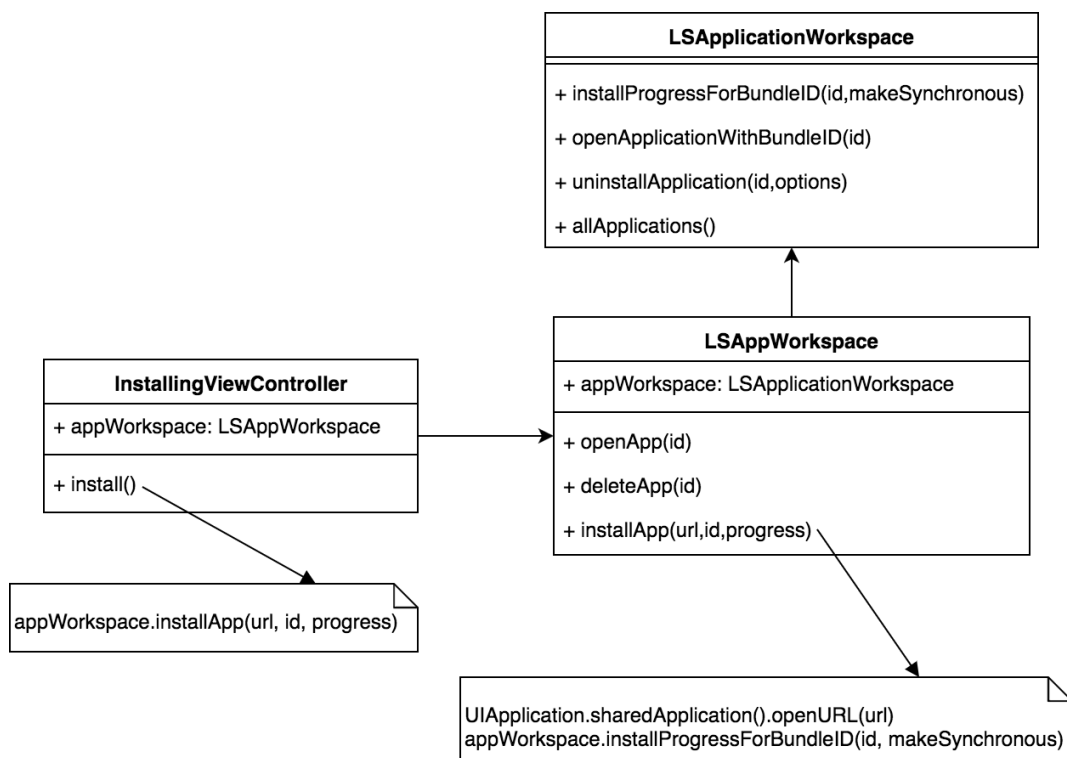 LSApplicationWorkspace
+ installProgressForBundleID(id,makeSynchronous)
+ openApplicationWithBundleID(id)
+ uninstallApplication(id,options)
+ allApplications()
LSAppWorkspace
+ appWorkspace: LSApplicationWorkspace
+ openApp(id)
+ deleteApp(id)
+ installApp(url,id,progress)
InstallingViewController
+ appWorkspace: LSAppWorkspace
+ install()
appWorkspace.installApp(url, id, progress)
UIApplication.sharedApplication().openURL(url)
appWorkspace.installProgressForBundleID(id, makeSynchronous)